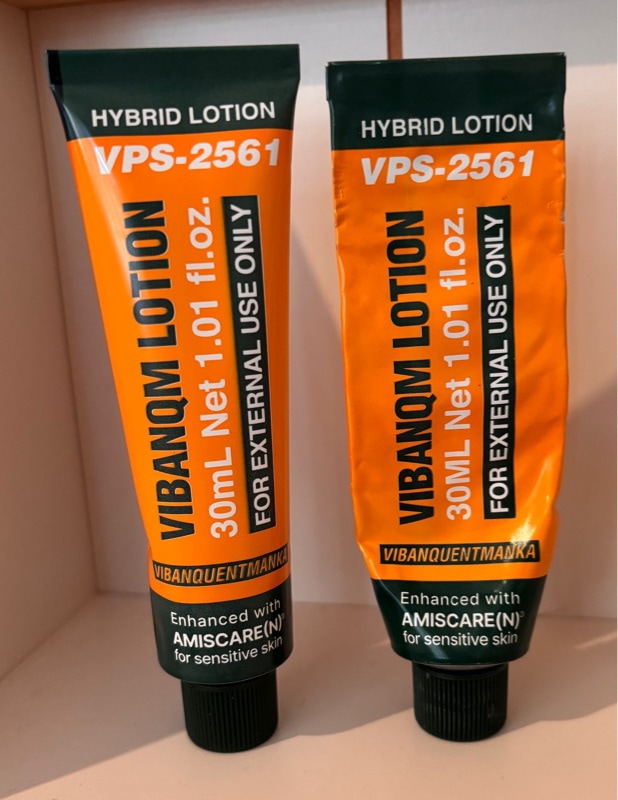 HYBRID LOTION
VPS-2561
VIBANQM LOTION
30mL Net 1.01 fl.oz.
FOR EXTERNAL USE ONLY
VIBANQUENTMANKA
Enhanced with
AMISCARE(N)®
for sensitive skin
HYBRID LOTION
VPS-2561
VIBANQM LOTION
30ML Net 1.01 fl.oz.
FOR EXTERNAL USE ONLY
VIBANQUENTMANKA
Enhanced with
AMISCARE(N)®
for sensitive skin